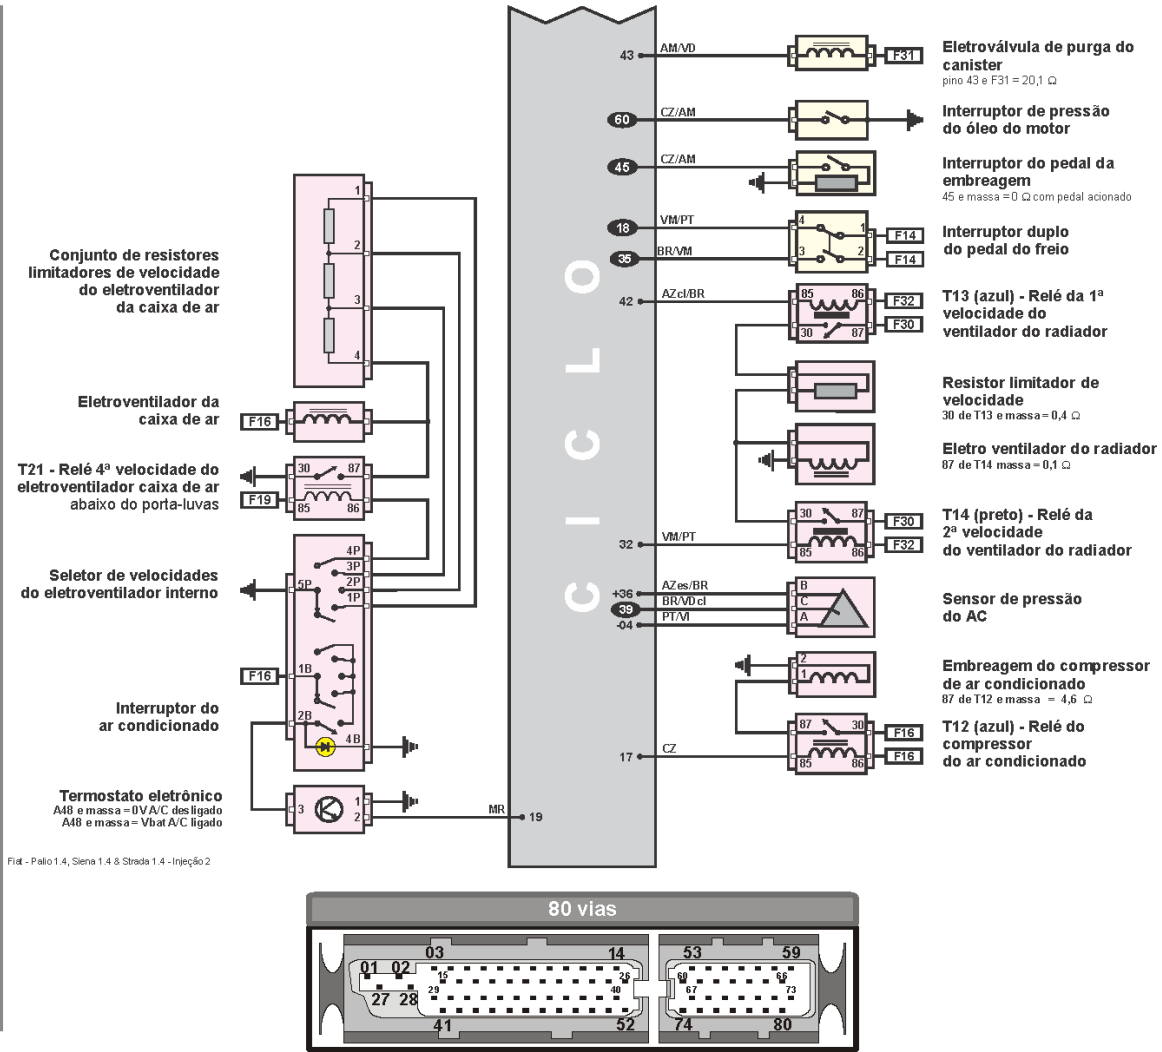 43 AM/VD F31
Eletroválvula de purga do
canister
pino 43 e F31 = 20,1 Ω
60 CZ/AM
Interruptor de pressão
do óleo do motor
45 CZ/AM
Interruptor do pedal da
embreagem
45 e massa = 0 Ω com pedal acionado
18 VM/PT 4 1 F14
35 BR/VM 3 2 F14
Interruptor duplo
do pedal do freio
42 AZcl/BR 85 86 F32
30 87 F30
T13 (azul) - Relé da 1ª
velocidade do
ventilador do radiador
Resistor limitador de
velocidade
30 de T13 e massa = 0,4 Ω
Eletro ventilador do radiador
87 de T14 massa = 0,1 Ω
30 87 F30
32 VM/PT 85 86 F32
T14 (preto) - Relé da
2ª velocidade
do ventilador do radiador
+36 AZes/BR B
39 BR/VDcl C
-04 PT/VI A
Sensor de pressão
do AC
2
1
Embreagem do compressor
de ar condicionado
87 de T12 e massa = 4,6 Ω
87 30 F16
17 CZ 85 86 F16
T12 (azul) - Relé do
compressor
do ar condicionado
CICLO
Conjunto de resistores
limitadores de velocidade
do eletroventilador
da caixa de ar
1
2
3
4
Eletroventilador da
caixa de ar
F16
T21 - Relé 4ª velocidade do
eletroventilador caixa de ar
abaixo do porta-luvas
30 87
F19 85 86
Seletor de velocidades
do eletroventilador interno
4P
3P
5P 2P
1P
F16 1B
Interruptor do
ar condicionado
2B
4B
Termostato eletrônico
A48 e massa = 0V A/C desligado
A48 e massa = Vbat A/C ligado
3 1
2 MR 19
Fiat - Palio 1.4, Siena 1.4 & Strada 1.4 - Injeção 2
80 vias
03 14 53 59
01 02 15 26 60 66
27 28 29 40 67 73
41 52 74 80